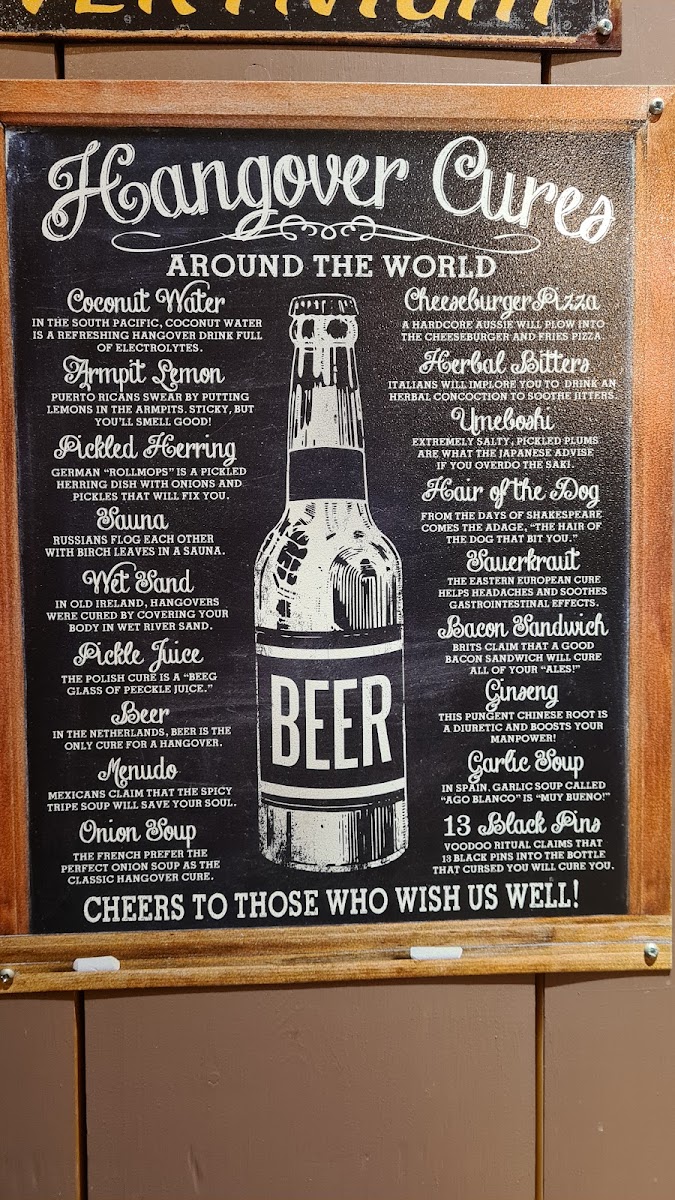 Hangover Cures
AROUND THE WORLD
Coconut Water
IN THE SOUTH PACIFIC, COCONUT WATER
IS A REFRESHING HANGOVER DRINK FULL
OF ELECTROLYTES.
Armpit Lemon
PUERTO RICANS SWEAR BY PUTTING
LEMONS IN THE ARMPITS. STICKY, BUT
YOU'LL SMELL GOOD!
Pickled Herring
GERMAN "ROLLMOPS" IS A PICKLED
HERRING DISH WITH ONIONS AND
PICKLES THAT WILL FIX YOU.
Sauna
RUSSIANS FLOG EACH OTHER
WITH BIRCH LEAVES IN A SAUNA.
Wet Sand
IN OLD IRELAND, HANGOVERS
WERE CURED BY COVERING YOUR
BODY IN WET RIVER SAND.
Pickle Juice
THE POLISH CURE IS A "BEEG
GLASS OF PEECKLE JUICE."
Beer
IN THE NETHERLANDS, BEER IS THE
ONLY CURE FOR A HANGOVER.
Menudo
MEXICANS CLAIM THAT THE SPICY
TRIPE SOUP WILL SAVE YOUR SOUL.
Onion Soup
THE FRENCH PREFER THE
PERFECT ONION SOUP AS THE
CLASSIC HANGOVER CURE.
BEER
Cheeseburger Pizza
A HARDCORE AUSSIE WILL PLOW INTO
THE CHEESEBURGER AND FRIES PIZZA
Herbal Bitters
ITALIANS WILL IMPLORE YOU TO DRINK AN
HERBAL CONCOCTION TO SOOTHE JITTERS.
Umeboshi
EXTREMELY SALTY, PICKLED PLUMS
ARE WHAT THE JAPANESE ADVISE
IF YOU OVERDO THE SAKI.
Hair of the Dog
FROM THE DAYS OF SHAKESPEARE
COMES THE ADAGE, "THE HAIR OF
THE DOG THAT BIT YOU."
Sauerkraut
THE EASTERN EUROPEAN CURE
HELPS HEADACHES AND SOOTHES
GASTROINTESTINAL EFFECTS.
Bacon Sandwich
BRITS CLAIM THAT A GOOD
BACON SANDWICH WILL CURE
ALL OF YOUR "ALES!"
Ginseng
THIS PUNGENT CHINESE ROOT IS
A DIURETIC AND BOOSTS YOUR
MANPOWER!
Garlic Soup
IN SPAIN, GARLIC SOUP CALLED
"AGO BLANCO" IS "MUY BUENO!"
13 Black Pins
VOODOO RITUAL CLAIMS THAT
13 BLACK PINS INTO THE BOTTLE
THAT CURSED YOU WILL CURE YOU.
CHEERS TO THOSE WHO WISH US WELL!